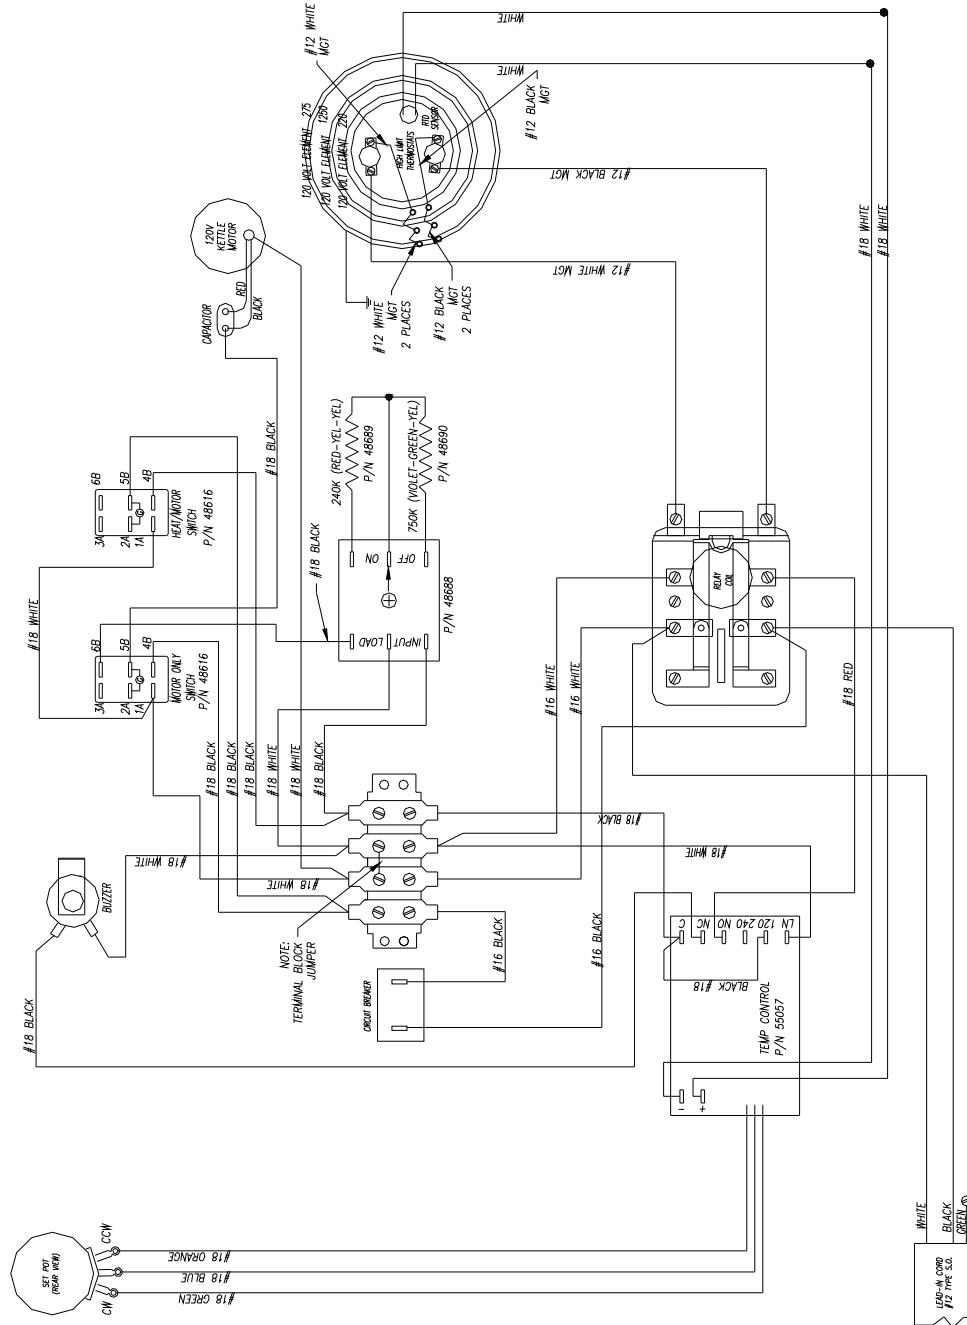 #12 WHITE
MGT
WHITE
WHITE
120 VOLT ELEMENT 275
120 VOLT ELEMENT 1250
120 VOLT ELEMENT 220
HIGH LIMIT
THERMOSTATS
RTD
SENSOR
#12 BLACK
MGT
#12 BLACK MGT
#12 WHITE MGT
#12 WHITE
MGT
2 PLACES
#12 BLACK
MGT
2 PLACES
#18 WHITE
#18 WHITE
120V
KETTLE
MOTOR
RED
BLACK
CAPACITOR
#18 BLACK
6B
5B
4B
3A
2A
1A
HEAT/MOTOR
SWITCH
P/N 48616
#18 WHITE
6B
5B
4B
3A
2A
1A
MOTOR ONLY
SWITCH
P/N 48616
240K (RED-YEL-YEL)
P/N 48689
750K (VIOLET-GREEN-YEL)
P/N 48690
#18 BLACK
ON
OFF
LOAD
INPUT
P/N 48688
#18 BLACK
#18 BLACK
#18 BLACK
#18 WHITE
#18 WHITE
#18 BLACK
RELAY
COIL
#16 WHITE
#16 WHITE
#18 RED
BUZZER
#18 WHITE
#18 WHITE
#18 BLACK
#18 WHITE
NOTE:
TERMINAL BLOCK
JUMPER
#16 BLACK
#16 BLACK
CIRCUIT BREAKER
#18 BLACK
C
NC
NO
240
120
LN
BLACK #18
TEMP CONTROL
P/N 55057
-
+
SET POT
(REAR VIEW)
CCW
CW
#18 ORANGE
#18 BLUE
#18 GREEN
WHITE
BLACK
GREEN
LEAD-IN CORD
#12 TYPE S.O.